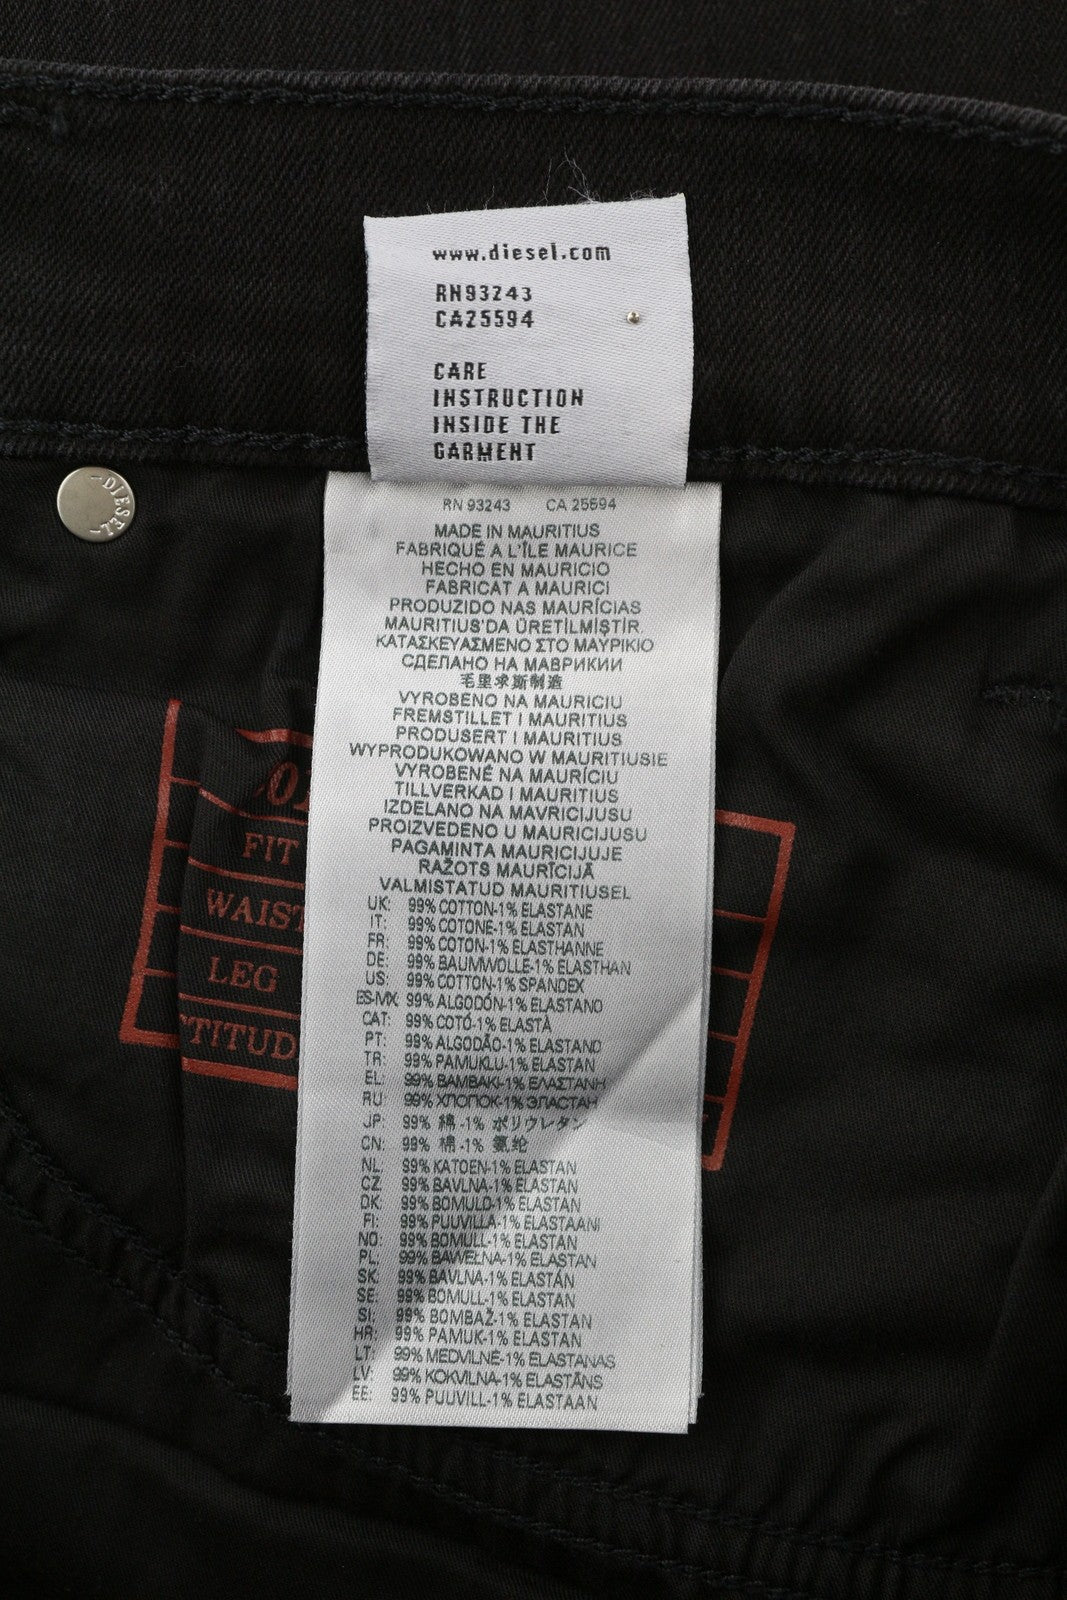 www.diesel.com
RN93243
CA25594
CARE
INSTRUCTION
INSIDE THE
GARMENT
DIESEL
RN 93243 CA 25594
MADE IN MAURITIUS
FABRIQUÉ A L'ÎLE MAURICE
HECHO EN MAURICIO
FABRICAT A MAURICI
PRODUZIDO NAS MAURÍCIAS
MAURITIUS'DA ÜRETİLMİŞTİR.
ΚΑΤΑΣΚΕΥΑΣΜΕΝΟ ΣΤΟ ΜΑΥΡΙΚΙΟ
СДЕЛАНО НА МАВРИКИИ
毛里求斯制造
VYROBENO NA MAURICIU
FREMSTILLET I MAURITIUS
PRODUSERT I MAURITIUS
WYPRODUKOWANO W MAURITIUSIE
VYROBENÉ NA MAURÍCIU
TILLVERKAD I MAURITIUS
IZDELANO NA MAVRICIJUSU
PROIZVEDENO U MAURICIJUSU
PAGAMINTA MAURICIJUJE
RAŽOTS MAURĪCIJĀ
VALMISTATUD MAURITIUSEL
UK: 99% COTTON-1% ELASTANE
IT: 99% COTONE-1% ELASTAN
FR: 99% COTON-1% ELASTHANNE
DE: 99% BAUMWOLLE-1% ELASTHAN
US: 99% COTTON-1% SPANDEX
ES-MX: 99% ALGODÓN-1% ELASTANO
CAT: 99% COTÓ-1% ELASTÀ
PT: 99% ALGODÃO-1% ELASTANO
TR: 99% PAMUKLU-1% ELASTAN
EL: 99% ΒΑΜΒΑΚΙ-1% ΕΛΑΣΤΑΝΗ
RU: 99% ХЛОПОК-1% ЭЛАСТАН
JP: 99% 綿 -1% ポリウレタン
CN: 99% 棉 -1% 氨纶
NL: 99% KATOEN-1% ELASTAN
CZ: 99% BAVLNA-1% ELASTAN
DK: 99% BOMULD-1% ELASTAN
FI: 99% PUUVILLA-1% ELASTAANI
NO: 99% BOMULL-1% ELASTAN
PL: 99% BAWEŁNA-1% ELASTAN
SK: 99% BAVLNA-1% ELASTÁN
SE: 99% BOMULL-1% ELASTAN
SI: 99% BOMBAŽ-1% ELASTAN
HR: 99% PAMUK-1% ELASTAN
LT: 99% MEDVILNĖ-1% ELASTANAS
LV: 99% KOKVILNA-1% ELASTĀNS
EE: 99% PUUVILL-1% ELASTAAN
FIT
WAIST
LEG
TTITUD